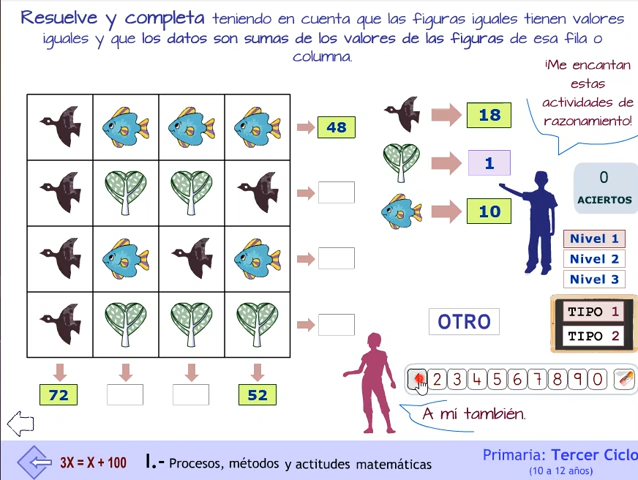 Resuelve y completa teniendo en cuenta que las figuras iguales tienen valores
iguales y que los datos son sumas de los valores de las figuras de esa fila o
columna.
¡Me encantan
estas
actividades de
razonamiento!
48
18
1
10
0
ACIERTOS
Nivel 1
Nivel 2
Nivel 3
TIPO 1
TIPO 2
OTRO
2 3 4 5 6 7 8 9 0
72
52
A mi también.
3X = X + 100
I.- Procesos, métodos y actitudes matemáticas
Primaria: Tercer Ciclo
(10 a 12 años)